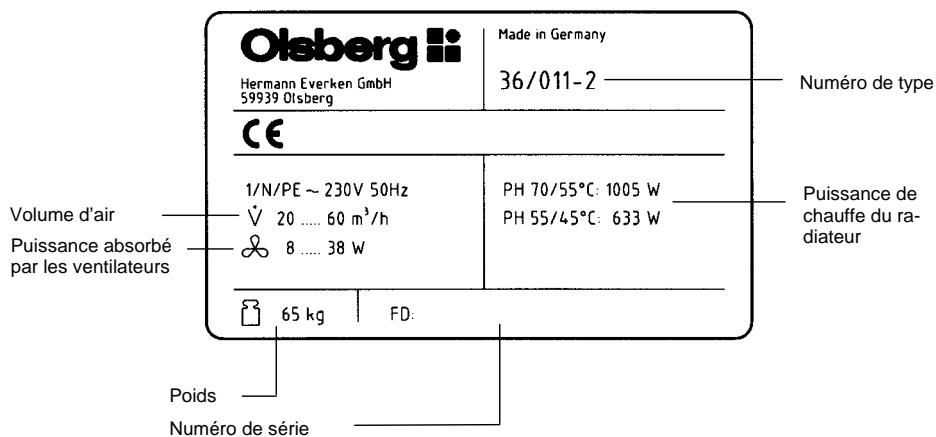 Olsberg
Hermann Everken GmbH
59939 Olsberg
Made in Germany
36/011-2
Numéro de type
CE
1/N/PE ~ 230V 50Hz
V̇ 20 ..... 60 m³/h
8 ..... 38 W
PH 70/55°C: 1005 W
PH 55/45°C: 633 W
Volume d'air
Puissance absorbé
par les ventilateurs
Puissance de
chauffe du ra-
diateur
65 kg
FD:
Poids
Numéro de série